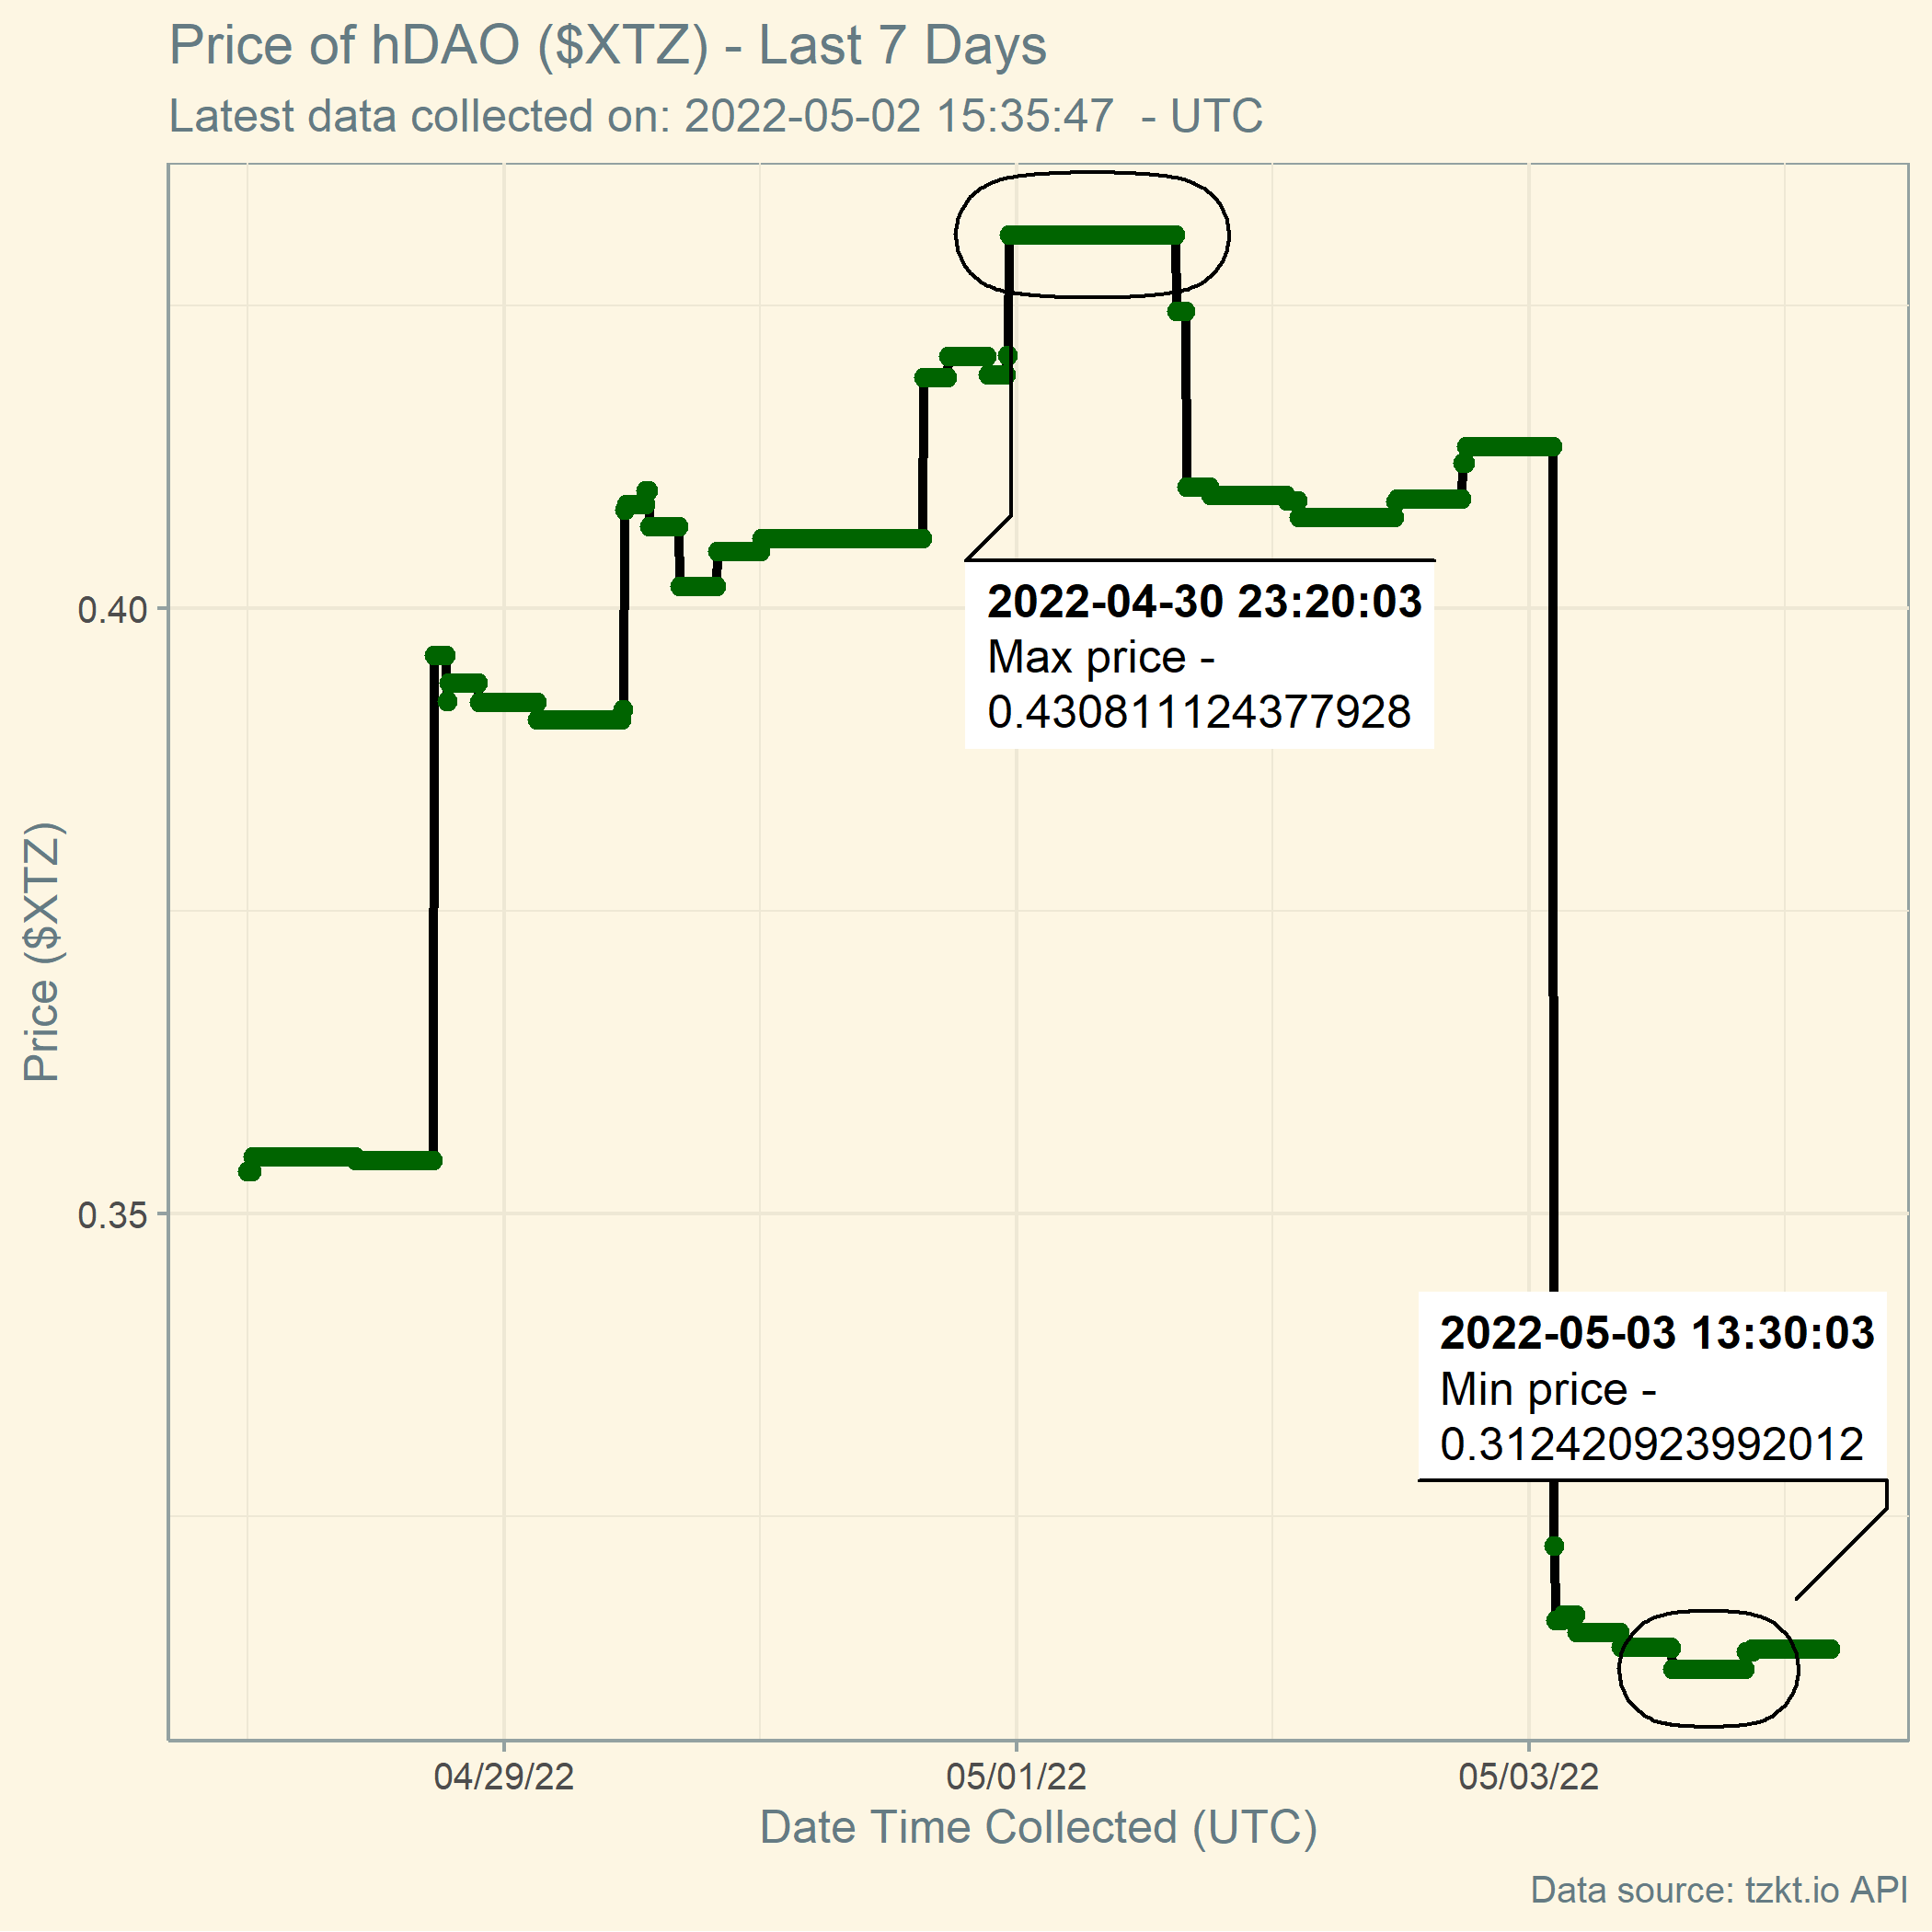 Price of hDAO ($XTZ) - Last 7 Days
Latest data collected on: 2022-05-02 15:35:47  - UTC
2022-04-30 23:20:03
Max price -
0.430811124377928
0.40
Price ($XTZ)
0.35
2022-05-03 13:30:03
Min price -
0.312420923992012
04/29/22
05/01/22
05/03/22
Date Time Collected (UTC)
Data source: tzkt.io API